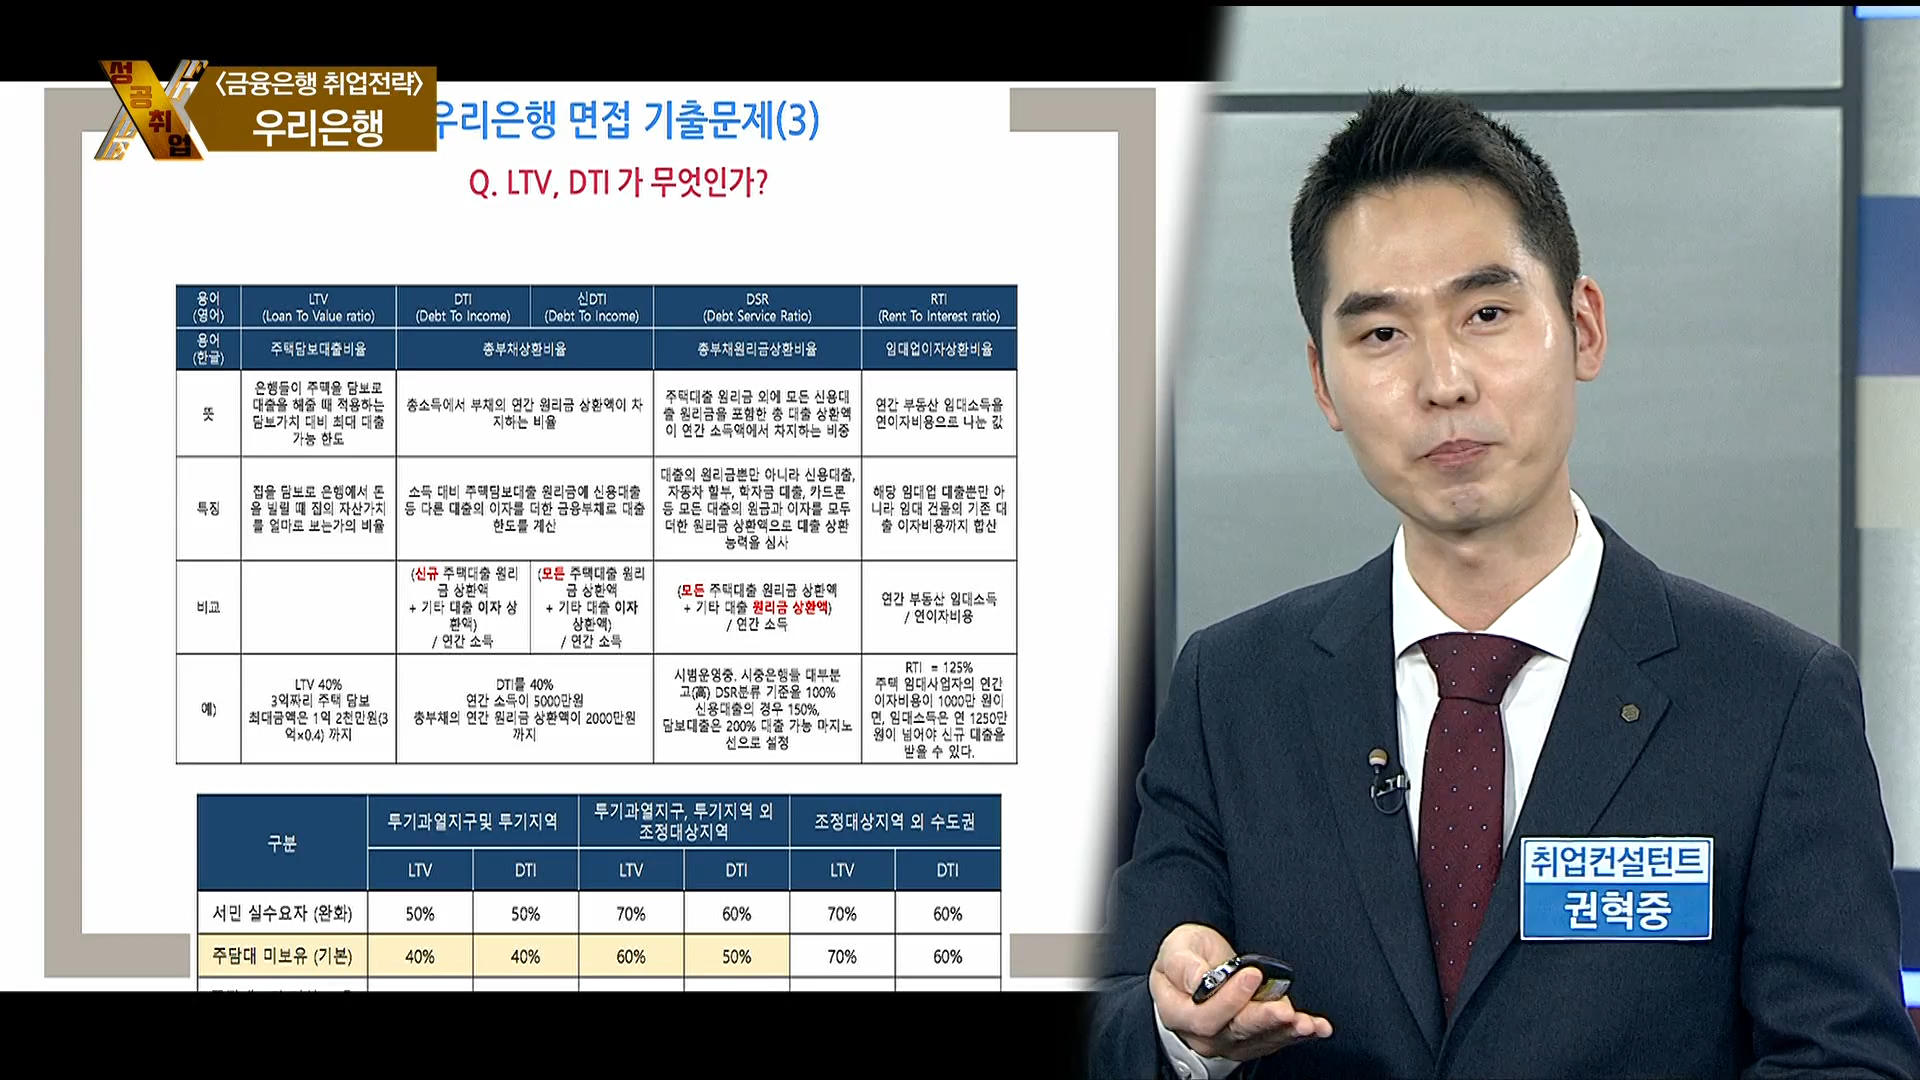 성공취업
〈금융은행 취업전략〉
우리은행
우리은행 면접 기출문제(3)
Q. LTV, DTI 가 무엇인가?
용어
(영어)
LTV
(Loan To Value ratio)
DTI
(Debt To Income)
신DTI
(Debt To Income)
DSR
(Debt Service Ratio)
RTI
(Rent To Interest ratio)
용어
(한글)
주택담보대출비율
총부채상환비율
총부채원리금상환비율
임대업이자상환비율
뜻
은행들이 주택을 담보로
대출을 해줄 때 적용하는
담보가치 대비 최대 대출
가능 한도
총소득에서 부채의 연간 원리금 상환액이 차
지하는 비율
주택대출 원리금 외에 모든 신용대
출 원리금을 포함한 총 대출 상환액
이 연간 소득액에서 차지하는 비중
연간 부동산 임대소득을
연이자비용으로 나눈 값
특징
집을 담보로 은행에서 돈
을 빌릴 때 집의 자산가치
를 얼마로 보는가의 비율
소득 대비 주택담보대출 원리금에 신용대출
등 다른 대출의 이자를 더한 금융부채로 대출
한도를 계산
대출의 원리금뿐만 아니라 신용대출,
자동차 할부, 학자금 대출, 카드론
등 모든 대출의 원금과 이자를 모두
더한 원리금 상환액으로 대출 상환
능력을 심사
해당 임대업 대출뿐만 아
니라 임대 건물의 기존 대
출 이자비용까지 합산
비교
(신규 주택대출 원리
금 상환액
+ 기타 대출 이자 상
환액)
/ 연간 소득
(모든 주택대출 원리
금 상환액
+ 기타 대출 이자
상환액)
/ 연간 소득
(모든 주택대출 원리금 상환액
+ 기타 대출 원리금 상환액)
/ 연간 소득
연간 부동산 임대소득
/ 연이자비용
예)
LTV 40%
3억짜리 주택 담보
최대금액은 1억 2천만원(3
억×0.4) 까지
DTI를 40%
연간 소득이 5000만원
총부채의 연간 원리금 상환액이 2000만원
까지
시범운영중. 시중은행들 대부분
고(高) DSR분류 기준을 100%
신용대출의 경우 150%,
담보대출은 200% 대출 가능 마지노
선으로 설정
RTI = 125%
주택 임대사업자의 연간
이자비용이 1000만 원이
면, 임대소득은 연 1250만
원이 넘어야 신규 대출을
받을 수 있다.
구분
투기과열지구및 투기지역
투기과열지구, 투기지역 외
조정대상지역
조정대상지역 외 수도권
LTV DTI LTV DTI LTV DTI
서민 실수요자 (완화) 50% 50% 70% 60% 70% 60%
주담대 미보유 (기본) 40% 40% 60% 50% 70% 60%
취업컨설턴트
권혁중